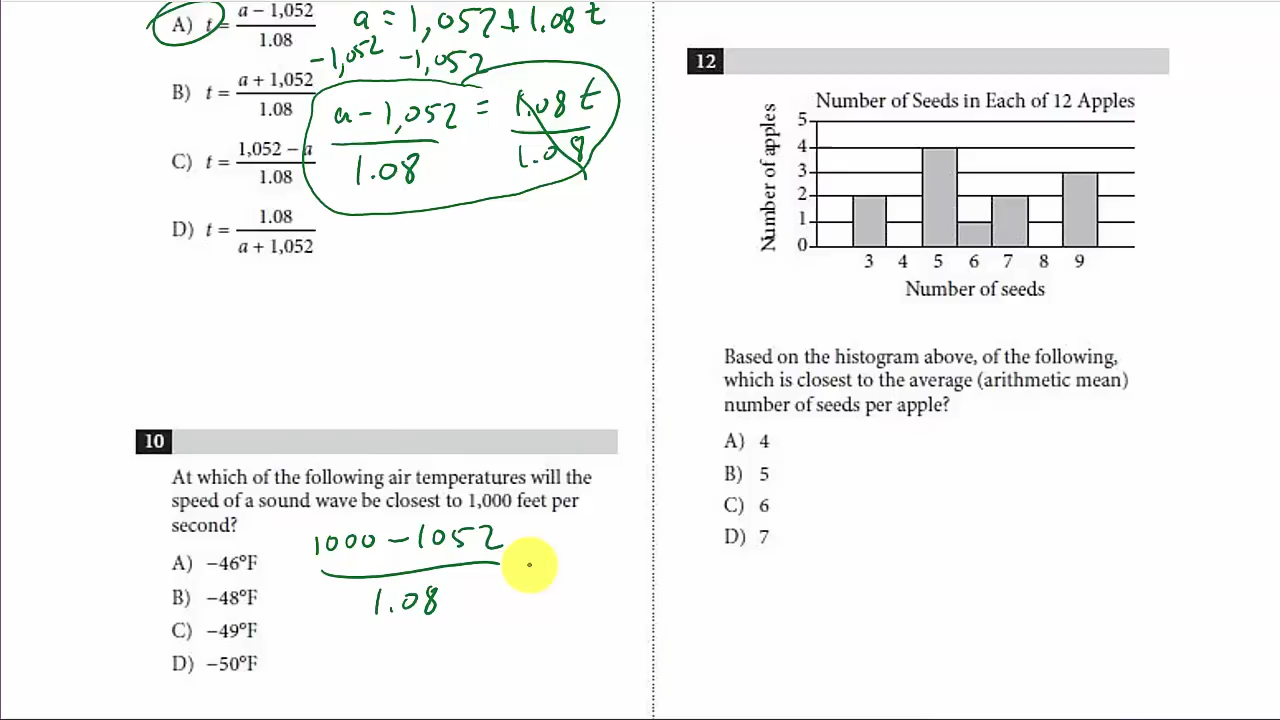 A) t = a − 1,052 / 1.08
a = 1,052 + 1.08 t
−1,052 −1,052
B) t = a + 1,052 / 1.08
a − 1,052 / 1.08 = 1.08 t / 1.08
C) t = 1,052 − a / 1.08
D) t = 1.08 / a + 1,052
10
At which of the following air temperatures will the
speed of a sound wave be closest to 1,000 feet per
second?
1000 − 1052 / 1.08
A) −46°F
B) −48°F
C) −49°F
D) −50°F
12
Number of Seeds in Each of 12 Apples
Number of apples
5
4
3
2
1
0
3 4 5 6 7 8 9
Number of seeds
Based on the histogram above, of the following,
which is closest to the average (arithmetic mean)
number of seeds per apple?
A) 4
B) 5
C) 6
D) 7